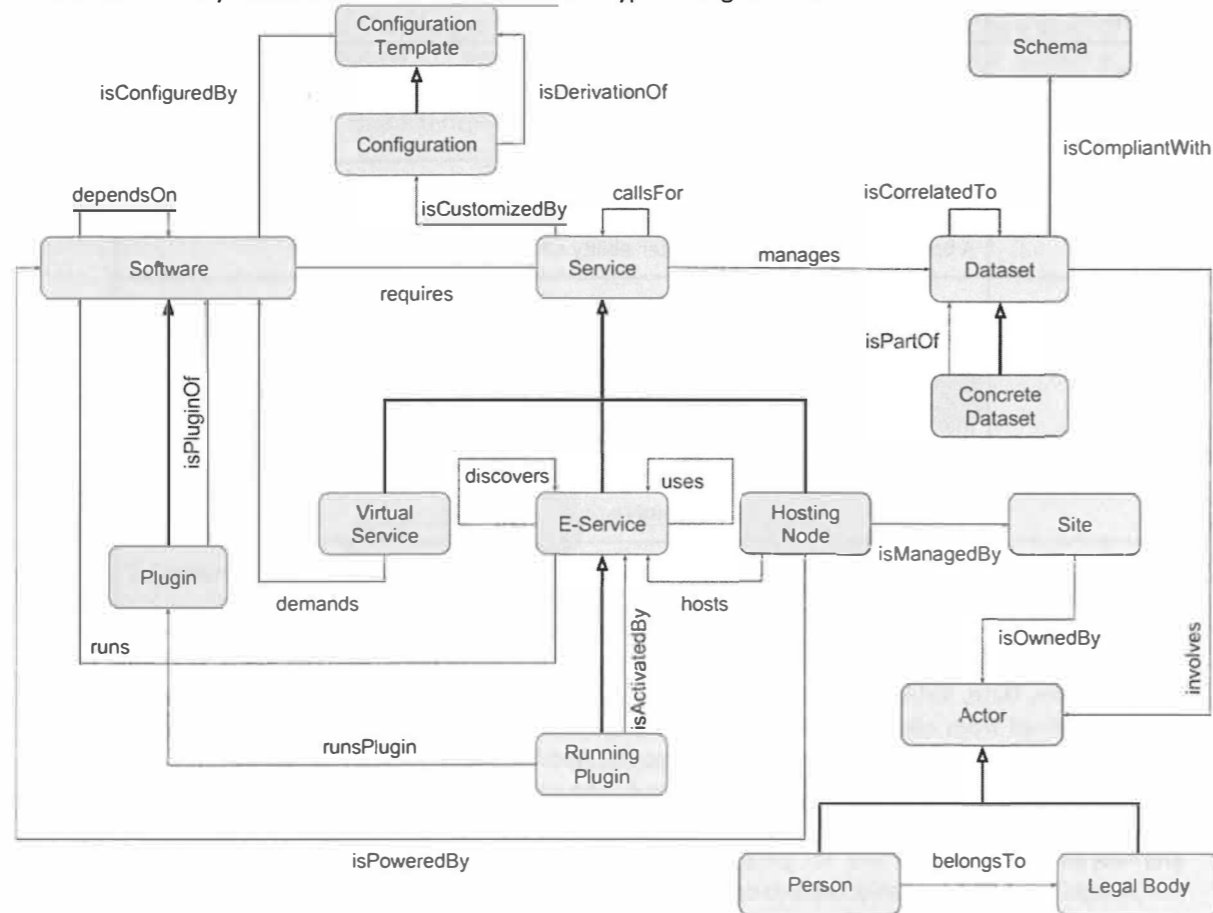 Configuration
Template
Schema
isConfiguredBy
isDerivationOf
Configuration
isCompliantWith
dependsOn
isCustomizedBy
callsFor
isCorrelatedTo
Software
Service
manages
Dataset
requires
isPartOf
isPluginOf
Concrete
Dataset
discovers
uses
Virtual
Service
E-Service
Hosting
Node
Site
isManagedBy
Plugin
demands
hosts
isOwnedBy
runs
isActivatedBy
involves
Actor
runsPlugin
Running
Plugin
isPoweredBy
belongsTo
Person
Legal Body